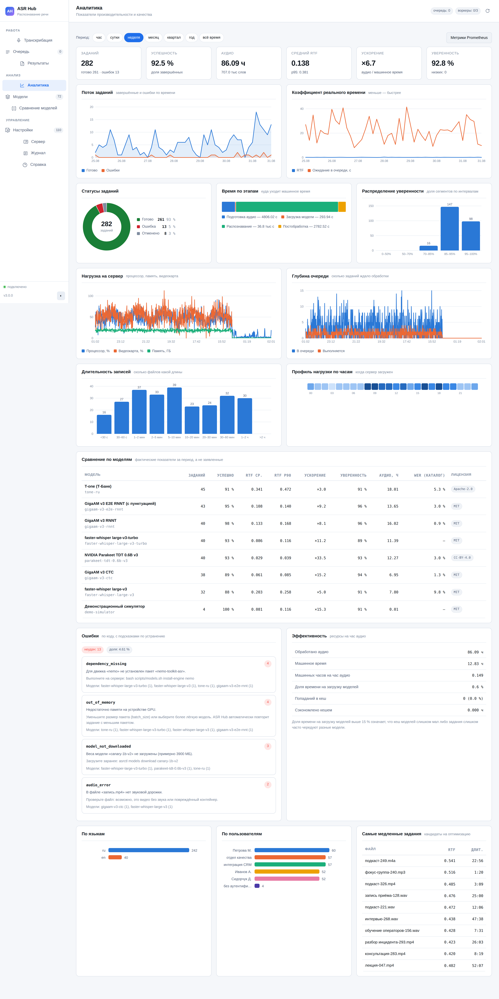 AH
ASR Hub
Распознавание речи
РАБОТА
Транскрибация
Очередь 0
Результаты
АНАЛИЗ
Аналитика
Модели 72
Сравнение моделей
УПРАВЛЕНИЕ
Настройки 110
Сервер
Журнал
Справка
подключено
v3.0.0
Аналитика
Показатели производительности и качества
очередь: 0 воркеры: 0/3
Период: час сутки неделя месяц квартал год всё время
Метрики Prometheus
ЗАДАНИЙ
282
готово 261 · ошибок 13
УСПЕШНОСТЬ
92.5 %
доля завершённых
АУДИО
86.09 ч
707.0 тыс слов
СРЕДНИЙ RTF
0.138
p95: 0.381
УСКОРЕНИЕ
×6.7
аудио / машинное время
УВЕРЕННОСТЬ
92.8 %
низких: 0
Поток заданий завершённые и ошибки по времени
20
15
10
5
0
25.08 26.08 27.08 28.08 29.08 30.08 31.08 31.08
Готово Ошибки
Коэффициент реального времени меньше — быстрее
40
20
0
25.08 26.08 27.08 28.08 29.08 30.08 31.08 31.08
RTF Ожидание в очереди, с
Статусы заданий
282
заданий
Готово 261 93 %
Ошибка 13 5 %
Отменено 8 3 %
Время по этапам куда уходит машинное время
Подготовка аудио — 4806.02 с Загрузка модели — 293.94 с
Распознавание — 36.8 тыс с Постобработка — 2782.52 с
Распределение уверенности доля сегментов по интервалам
150
100
50
0
16
147
98
0–50% 50–70% 70–85% 85–95% 95–100%
Нагрузка на сервер процессор, память, видеокарта
100
50
0
01:02 23:12 21:22 19:32 17:42 15:52 01:19 02:01
Процессор, % Видеокарта, % Память, ГБ
Глубина очереди сколько заданий ждало обработки
15
10
5
0
01:02 23:12 21:22 19:32 17:42 15:52 01:19 02:01
В очереди Выполняется
Длительность записей сколько файлов какой длины
40
30
20
10
0
16 27 37 33 39 23 24 32 30
<30 с 30–60 с 1–2 мин 2–5 мин 5–10 мин 10–20 мин 20–30 мин 30–60 мин 1–2 ч >2 ч
Профиль нагрузки по часам когда сервер загружен
00 03 06 09 12 15 18 21
Сравнение по моделям фактические показатели за период, а не заявленные
МОДЕЛЬ ЗАДАНИЙ УСПЕШНО RTF СР. RTF P90 УСКОРЕНИЕ УВЕРЕННОСТЬ АУДИО, Ч WER (КАТАЛОГ) ЛИЦЕНЗИЯ
T-one (Т-Банк)
tone-ru
45 91 % 0.341 0.472 ×3.0 91 % 18.01 5.3 % Apache-2.0
GigaAM v3 E2E RNNT (с пунктуацией)
gigaam-v3-e2e-rnnt
43 95 % 0.108 0.140 ×9.2 96 % 13.65 3.0 % MIT
GigaAM v3 RNNT
gigaam-v3-rnnt
40 98 % 0.133 0.168 ×8.1 96 % 16.02 0.9 % MIT
faster-whisper large-v3-turbo
faster-whisper-large-v3-turbo
40 93 % 0.086 0.116 ×11.2 89 % 11.39 — MIT
NVIDIA Parakeet TDT 0.6B v3
parakeet-tdt-0.6b-v3
40 93 % 0.029 0.039 ×33.5 93 % 12.27 3.0 % CC-BY-4.0
GigaAM v3 CTC
gigaam-v3-ctc
38 89 % 0.061 0.085 ×15.2 94 % 6.95 1.3 % MIT
faster-whisper large-v3
faster-whisper-large-v3
32 88 % 0.203 0.258 ×5.0 91 % 7.80 9.8 % MIT
Демонстрационный симулятор
demo-simulator
4 100 % 0.081 0.116 ×15.3 91 % 0.01 — MIT
Ошибки по коду, с подсказками по устранению
неудач: 13 доля: 4.61 %
dependency_missing 4
Для движка «nemo» не установлен пакет «nemo-toolkit-asr».
Выполните на сервере: bash scripts/models.sh install-engine nemo
Модели: faster-whisper-large-v3-turbo (1), faster-whisper-large-v3 (1), tone-ru (1), gigaam-v3-e2e-rnnt (1)
out_of_memory 4
Недостаточно памяти на устройстве GPU.
Уменьшите размер пакета (batch_size) или выберите более лёгкую модель. ASR Hub автоматически повторит
задание с меньшим пакетом.
Модели: tone-ru (1), faster-whisper-large-v3-turbo (1), faster-whisper-large-v3 (1), gigaam-v3-e2e-rnnt (1)
model_not_downloaded 3
Веса модели «canary-1b-v2» не загружены (примерно 3900 МБ).
Загрузите заранее: asrctl models download canary-1b-v2
Модели: faster-whisper-large-v3-turbo (1), parakeet-tdt-0.6b-v3 (1), tone-ru (1)
audio_error 2
В файле «запись.mp4» нет звуковой дорожки.
Проверьте файл: возможно, это видео без звука или повреждённый контейнер.
Модели: gigaam-v3-ctc (1), faster-whisper-large-v3 (1)
Эффективность ресурсы на час аудио
Обработано аудио 86.09 ч
Машинное время 12.83 ч
Машинных часов на час аудио 0.149
Доля времени на загрузку моделей 0.6 %
Попаданий в кеш 0 (0.0 %)
Сэкономлено кешем 0.000 ч
Доля времени на загрузку моделей выше 15 % означает, что кеш моделей слишком мал либо задания слишком
часто чередуют разные модели.
По языкам
ru 242
en 40
По пользователям
Петрова М. 60
отдел качества 57
интеграция CRM 57
Иванов А. 52
Сидорчук Д. 52
без аутентифи… 4
Самые медленные задания кандидаты на оптимизацию
ФАЙЛ RTF ДЛИТ.
подкаст-249.m4a 0.541 22:56
фокус-группа-240.mp3 0.516 1:20
подкаст-326.mp4 0.485 3:09
запись приёма-128.wav 0.476 25:00
подкаст-221.wav 0.472 12:06
интервью-268.wav 0.438 47:38
обучение операторов-156.wav 0.428 7:31
разбор инцидента-293.mp4 0.423 26:03
консультация-283.mp4 0.420 8:19
лекция-047.mp4 0.402 52:07